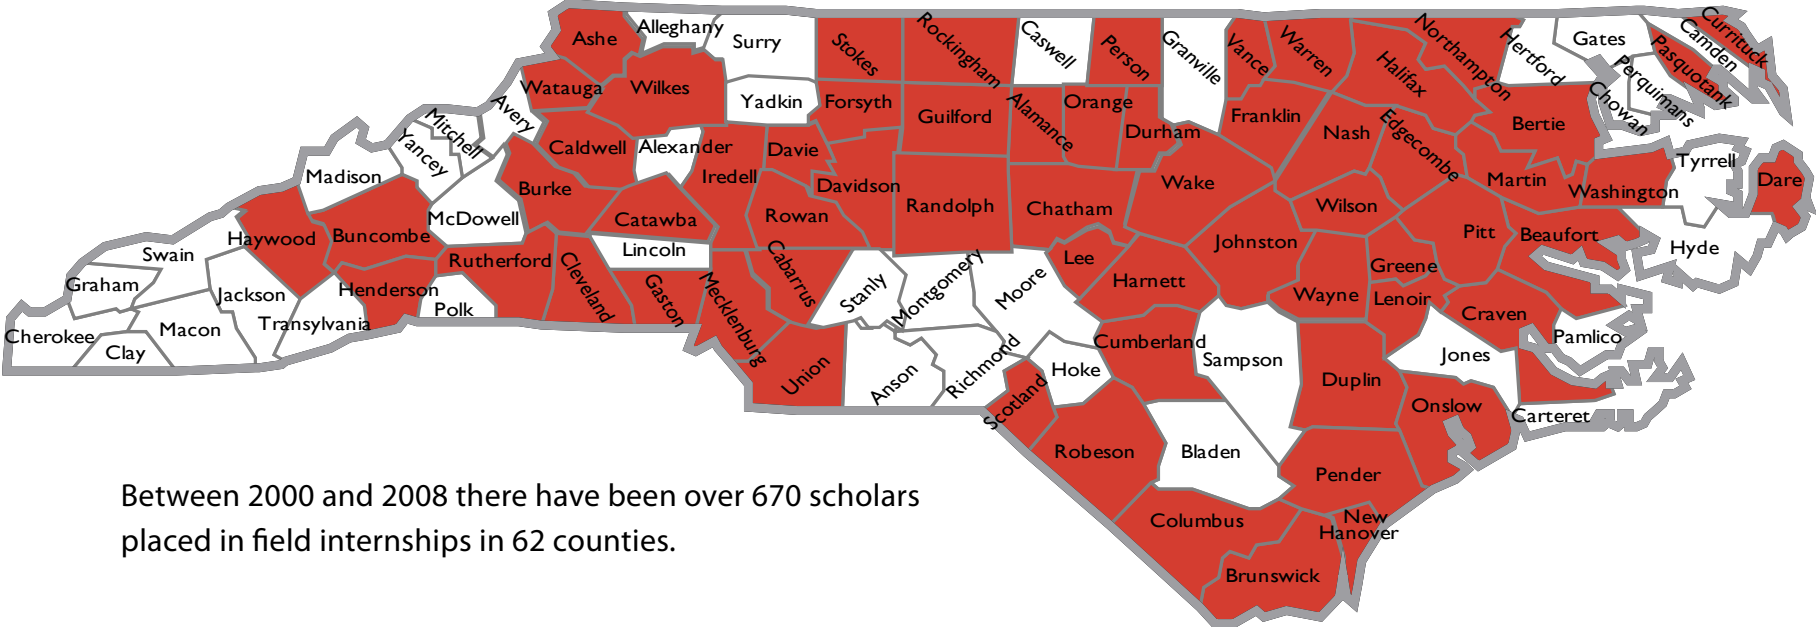 Ashe
Alleghany
Surry
Stokes
Rockingham
Caswell
Person
Granville
Vance
Warren
Halifax
Northampton
Hertford
Gates
Pasquotank
Camden
Currituck
Perquimans
Chowan
Watauga
Wilkes
Yadkin
Forsyth
Guilford
Alamance
Orange
Durham
Franklin
Nash
Edgecombe
Bertie
Avery
Mitchell
Yancey
Madison
Caldwell
Alexander
Iredell
Davie
Davidson
Randolph
Chatham
Wake
Wilson
Martin
Washington
Tyrrell
Dare
Burke
McDowell
Catawba
Rowan
Haywood
Buncombe
Swain
Graham
Rutherford
Lincoln
Cleveland
Gaston
Mecklenburg
Cabarrus
Stanly
Montgomery
Moore
Lee
Harnett
Johnston
Greene
Pitt
Beaufort
Hyde
Cherokee
Clay
Macon
Jackson
Transylvania
Henderson
Polk
Union
Anson
Richmond
Scotland
Hoke
Cumberland
Sampson
Wayne
Lenoir
Craven
Pamlico
Jones
Duplin
Onslow
Carteret
Robeson
Bladen
Pender
Columbus
New
Hanover
Brunswick
Between 2000 and 2008 there have been over 670 scholars
placed in field internships in 62 counties.